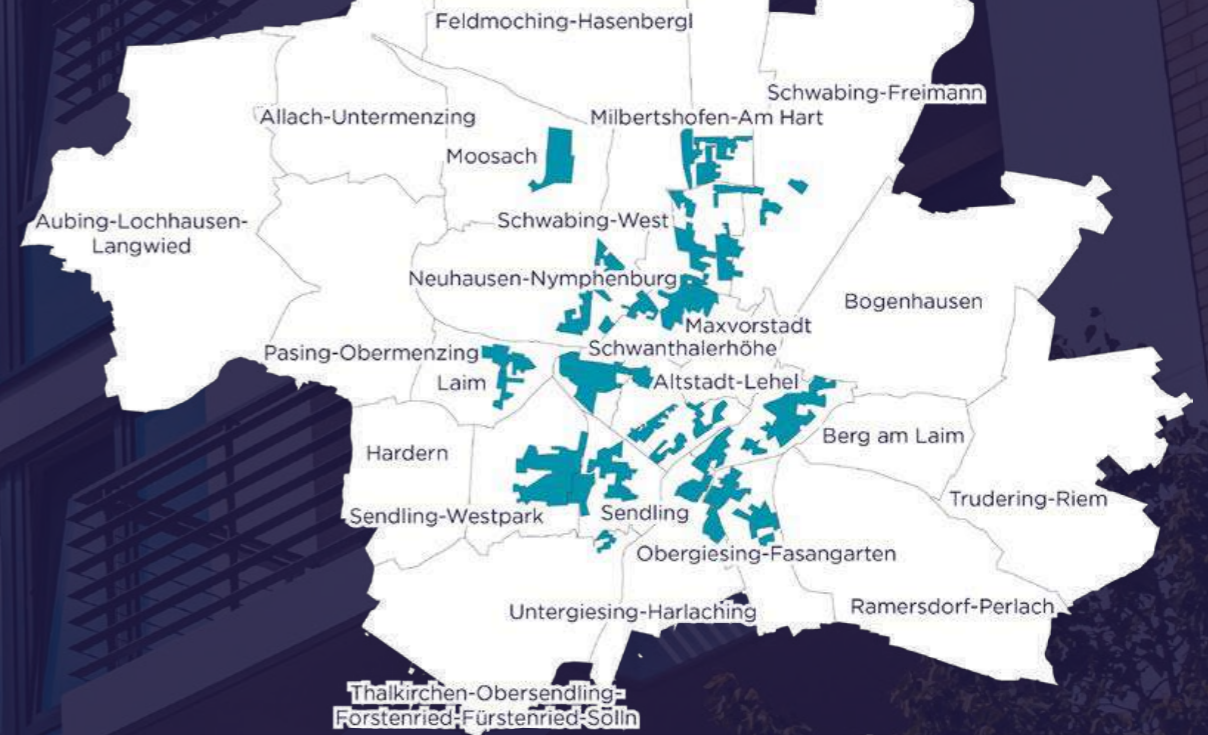 Feldmoching-Hasenbergl
Schwabing-Freimann
Allach-Untermenzing
Milbertshofen-Am Hart
Moosach
Aubing-Lochhausen-
Langwied
Schwabing-West
Neuhausen-Nymphenburg
Bogenhausen
Maxvorstadt
Pasing-Obermenzing
Schwanthalerhöhe
Laim
Altstadt-Lehel
Berg am Laim
Hardern
Trudering-Riem
Sendling-Westpark
Sendling
Obergiesing-Fasangarten
Untergiesing-Harlaching
Ramersdorf-Perlach
Thalkirchen-Obersendling-
Forstenried-Fürstenried-Solln